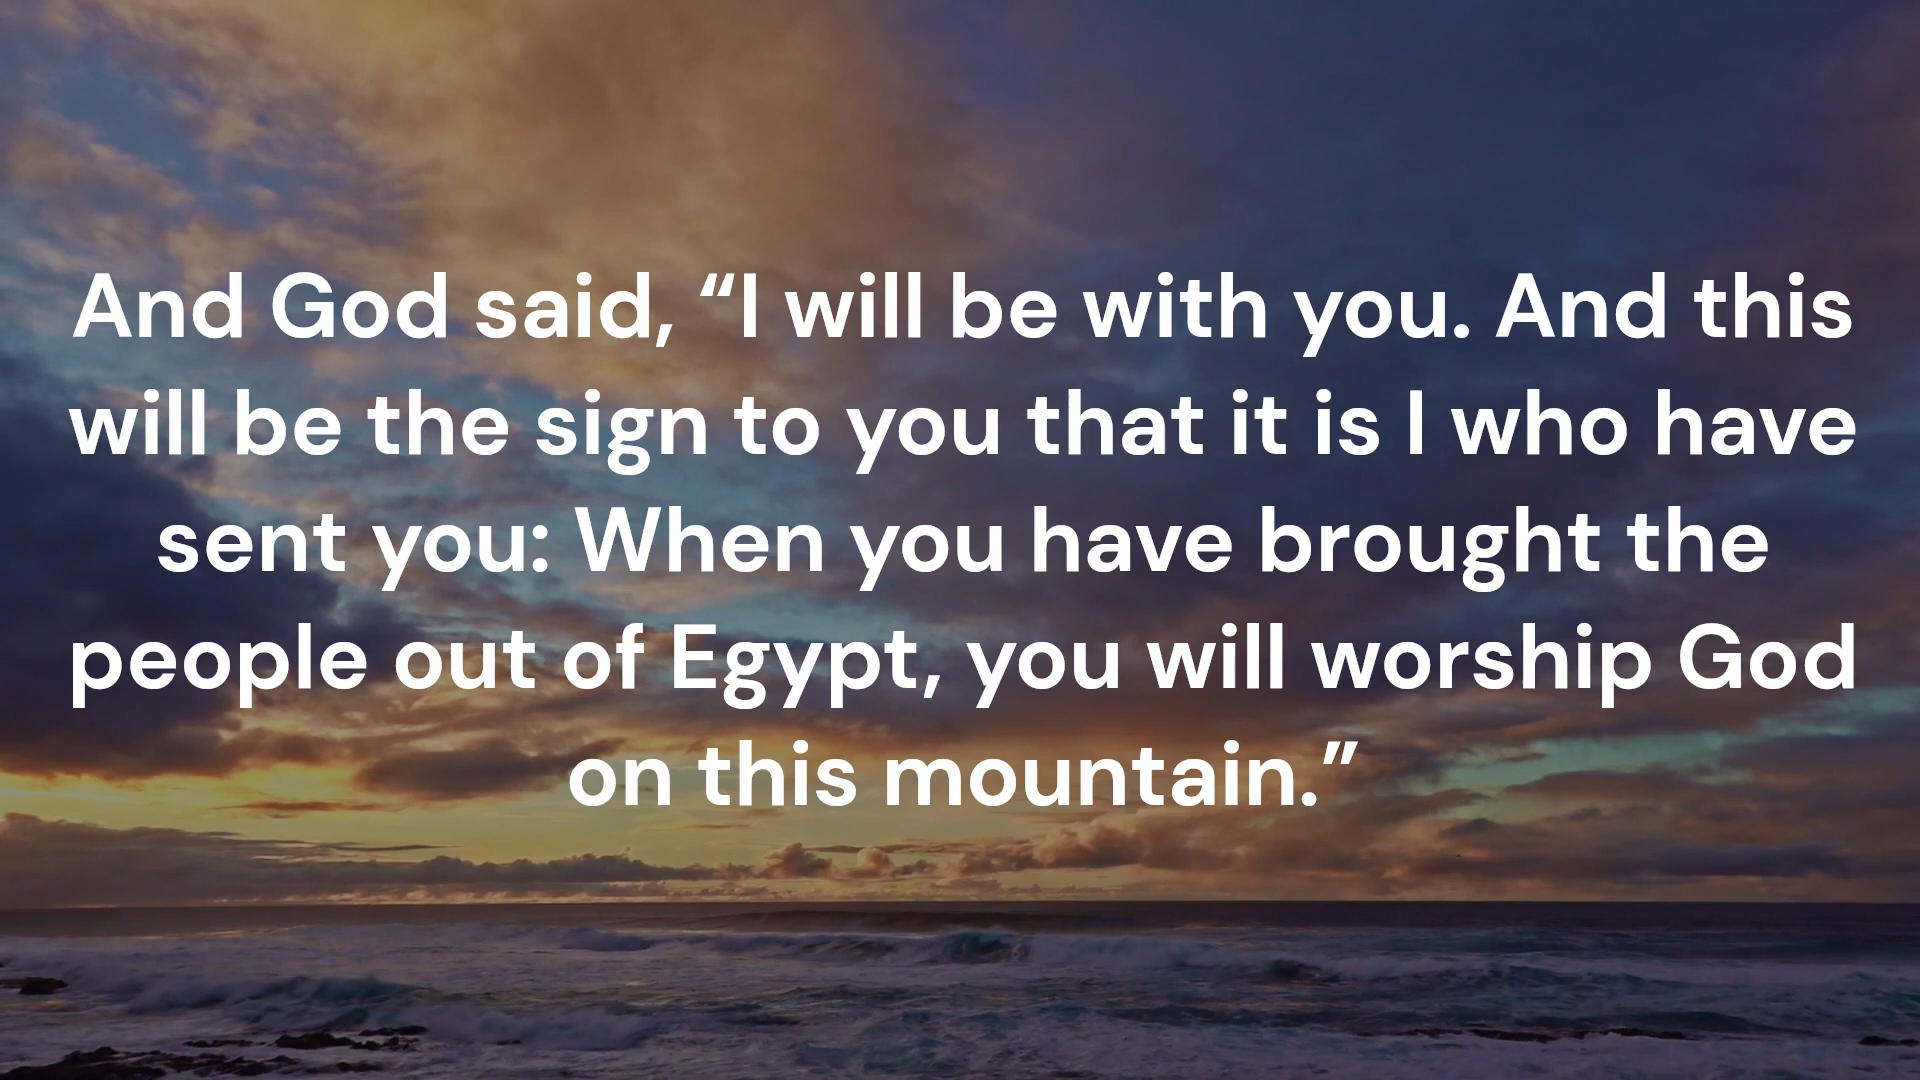 And God said, “I will be with you. And this
will be the sign to you that it is I who have
sent you: When you have brought the
people out of Egypt, you will worship God
on this mountain.”